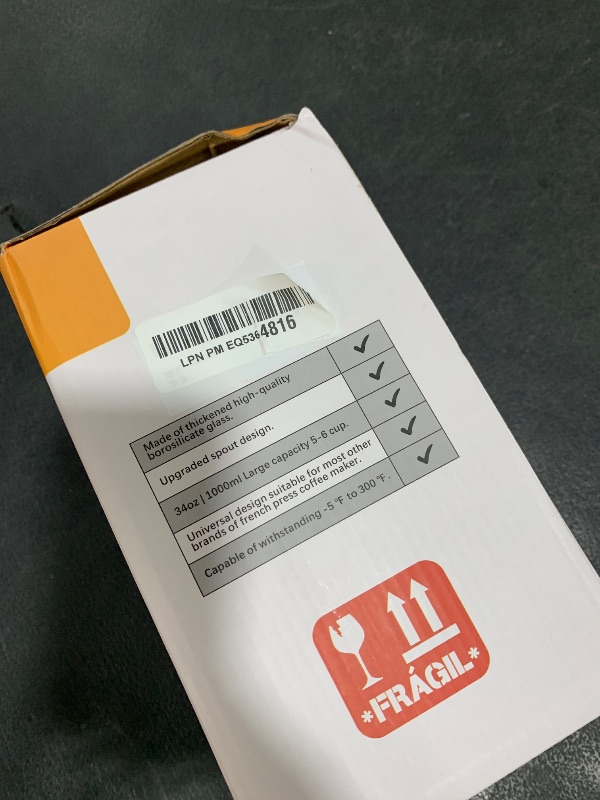 LPN PM EQ5364816
Made of thickened high-quality
borosilicate glass.
Upgraded spout design.
34oz | 1000ml Large capacity 5-6 cup.
Universal design suitable for most other
brands of french press coffee maker.
Capable of withstanding -5 ℉ to 300 ℉.
*FRÁGIL*